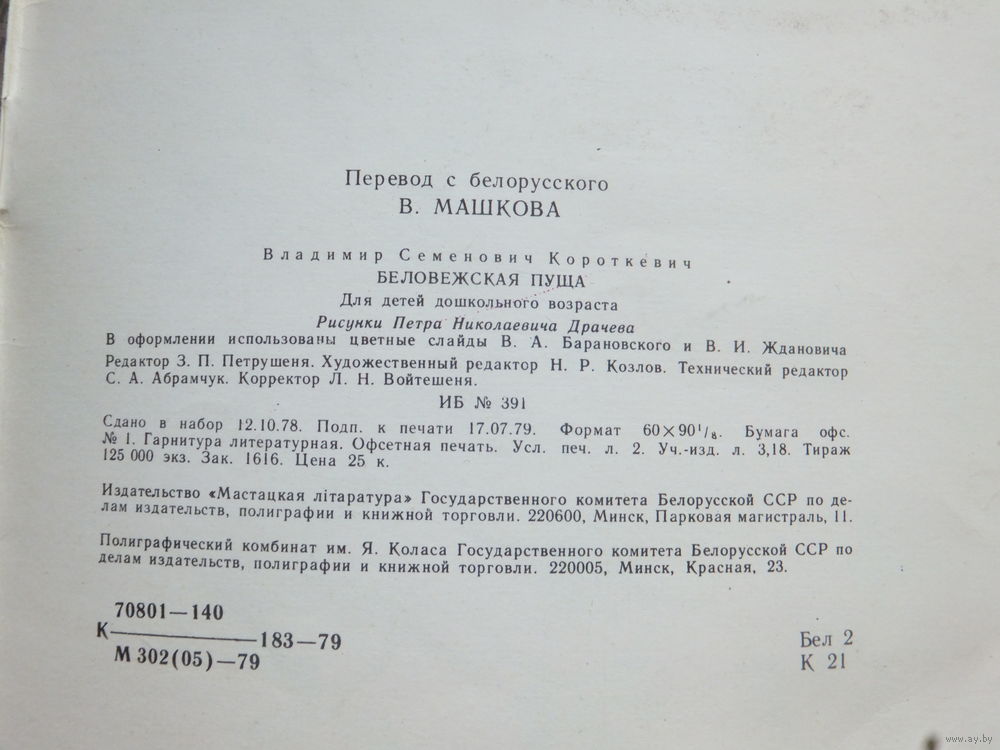 Перевод с белорусского
В. МАШКОВА
Владимир Семенович Короткевич
БЕЛОВЕЖСКАЯ ПУЩА
Для детей дошкольного возраста
Рисунки Петра Николаевича Драчева
В оформлении использованы цветные слайды В. А. Барановского и В. И. Ждановича
Редактор З. П. Петрушеня. Художественный редактор Н. Р. Козлов. Технический редактор
С. А. Абрамчук. Корректор Л. Н. Войтешеня.
ИБ № 391
Сдано в набор 12.10.78. Подп. к печати 17.07.79. Формат 60×90¹/₈. Бумага офс.
№ 1. Гарнитура литературная. Офсетная печать. Усл. печ. л. 2. Уч.-изд. л. 3,18. Тираж
125 000 экз. Зак. 1616. Цена 25 к.
Издательство «Мастацкая літаратура» Государственного комитета Белорусской ССР по де-
лам издательств, полиграфии и книжной торговли. 220600, Минск, Парковая магистраль, 11.
Полиграфический комбинат им. Я. Коласа Государственного комитета Белорусской ССР по
делам издательств, полиграфии и книжной торговли. 220005, Минск, Красная, 23.
70801—140
К————183—79
М 302(05)—79
Бел 2
К 21
www.ay.by